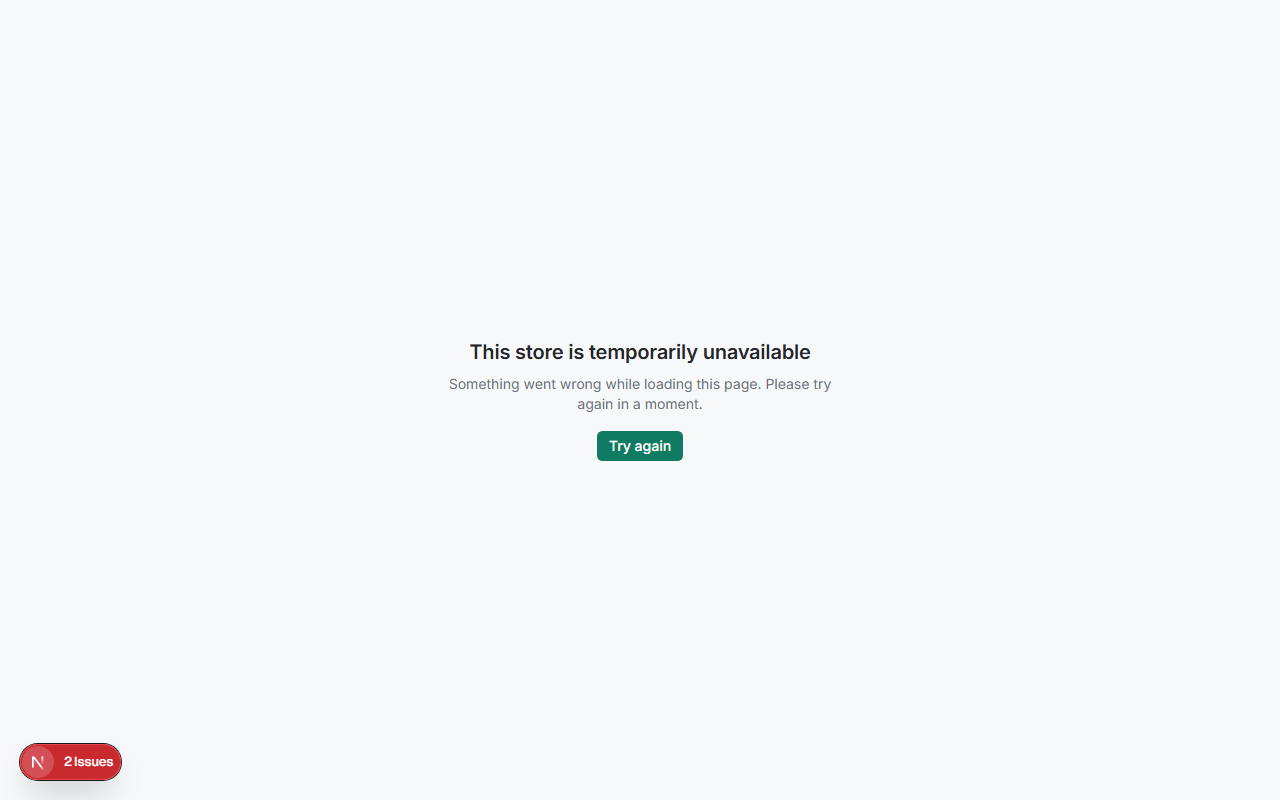 This store is temporarily unavailable
Something went wrong while loading this page. Please try
again in a moment.
Try again
N
2 Issues